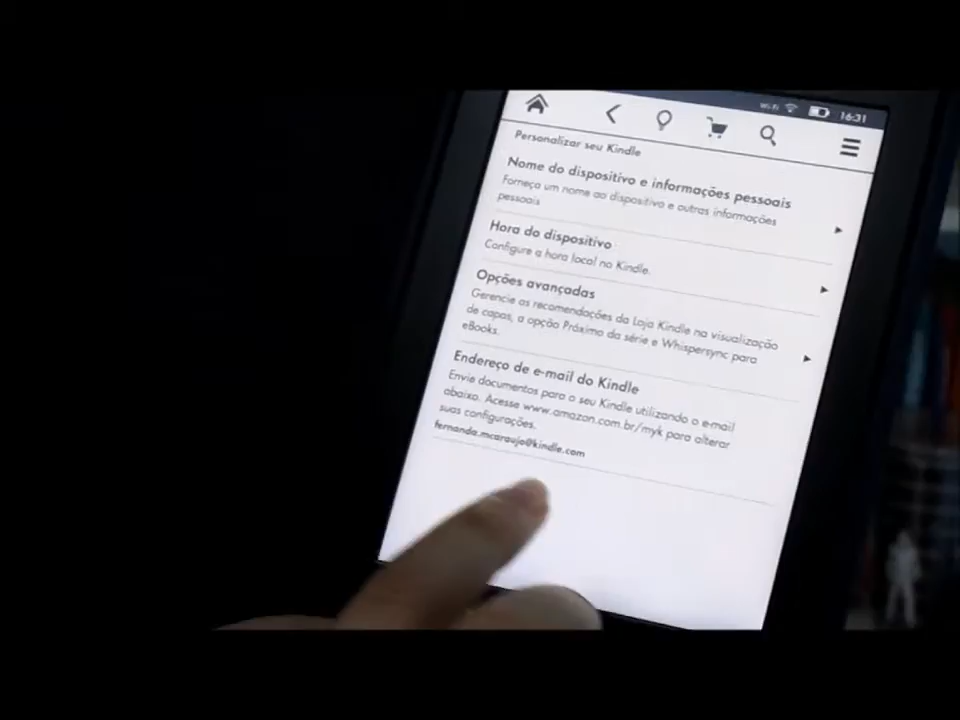 Wi-Fi 16:31
Personalizar seu Kindle
Nome do dispositivo e informações pessoais
Forneça um nome ao dispositivo e outras informações
pessoais
Hora do dispositivo
Configure a hora local no Kindle.
Opções avançadas
Gerencie as recomendações da Loja Kindle na visualização
de capas, a opção Próximo da série e Whispersync para
eBooks.
Endereço de e-mail do Kindle
Envie documentos para o seu Kindle utilizando o e-mail
abaixo. Acesse www.amazon.com.br/myk para alterar
suas configurações.
fernanda.mcaraujo@kindle.com